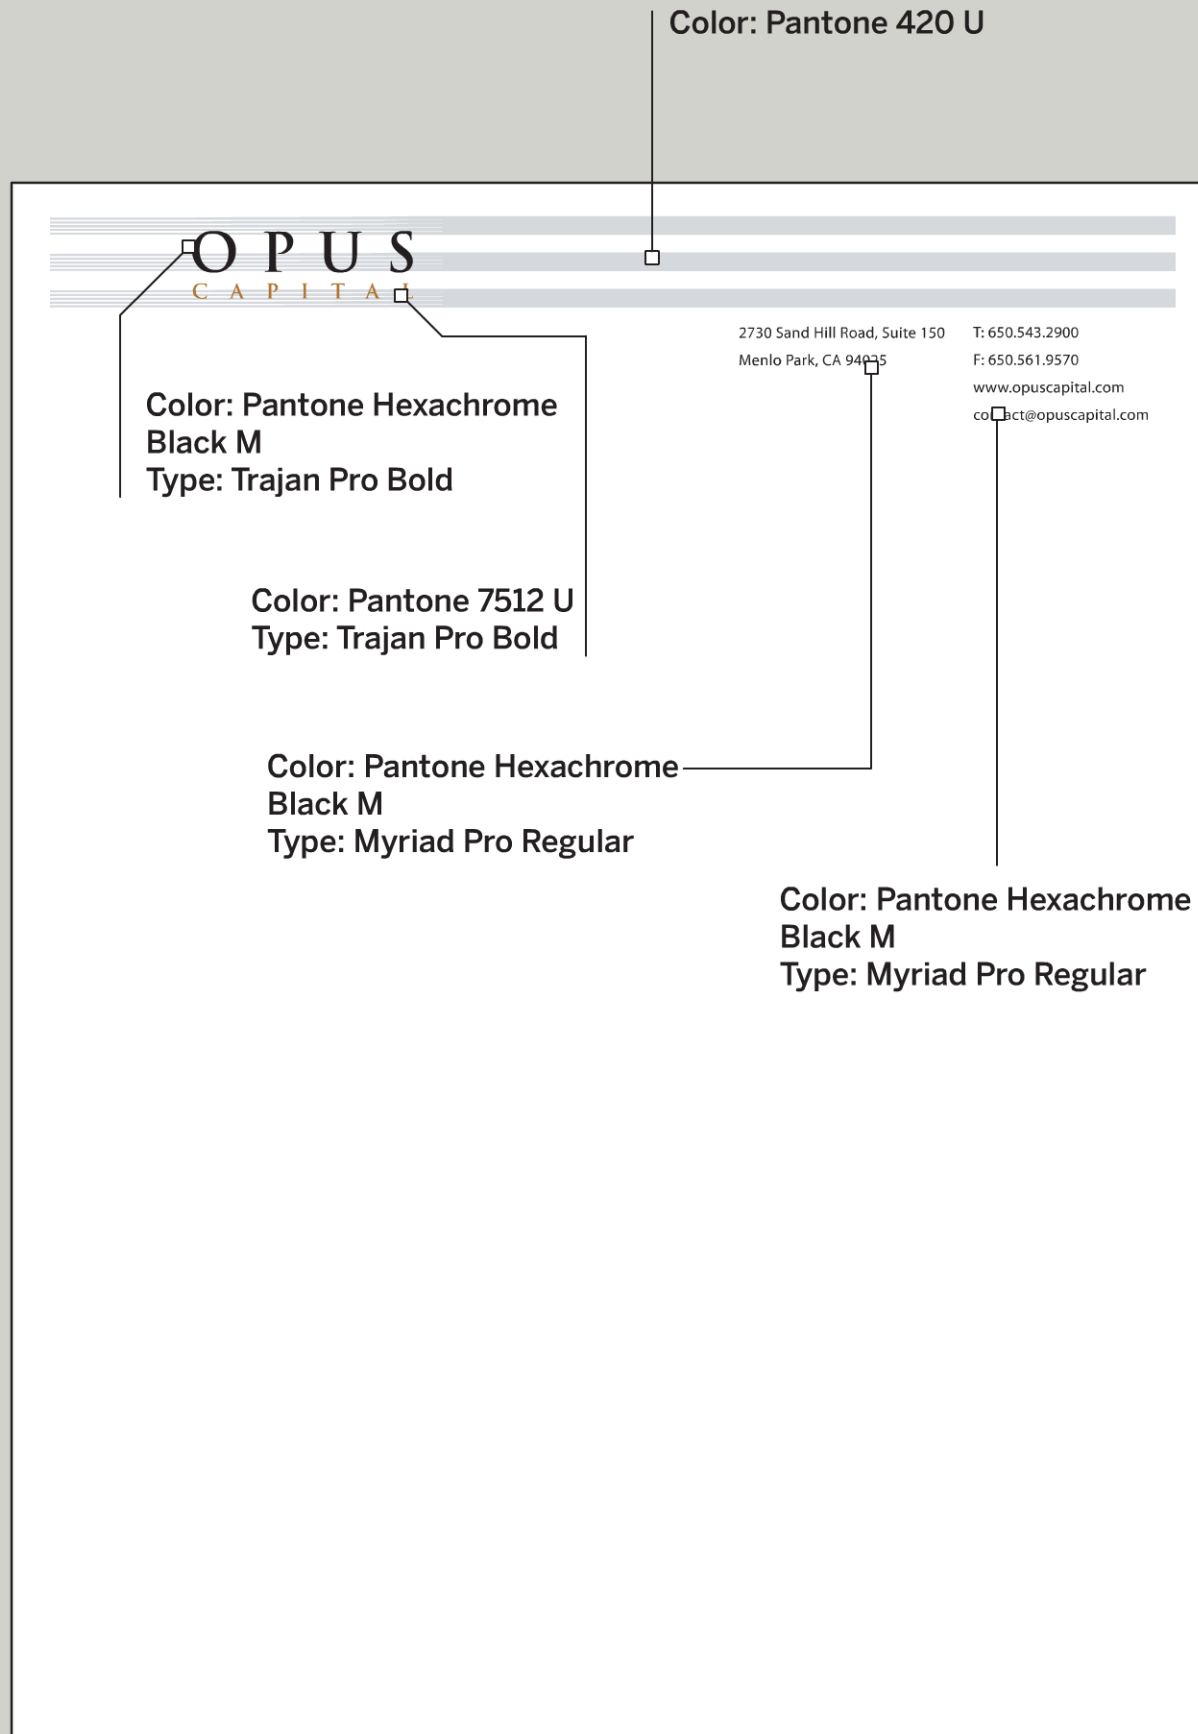 Color: Pantone 420 U
OPUS
CAPITAL
2730 Sand Hill Road, Suite 150
Menlo Park, CA 94025
T: 650.543.2900
F: 650.561.9570
www.opuscapital.com
contact@opuscapital.com
Color: Pantone Hexachrome
Black M
Type: Trajan Pro Bold
Color: Pantone 7512 U
Type: Trajan Pro Bold
Color: Pantone Hexachrome
Black M
Type: Myriad Pro Regular
Color: Pantone Hexachrome
Black M
Type: Myriad Pro Regular